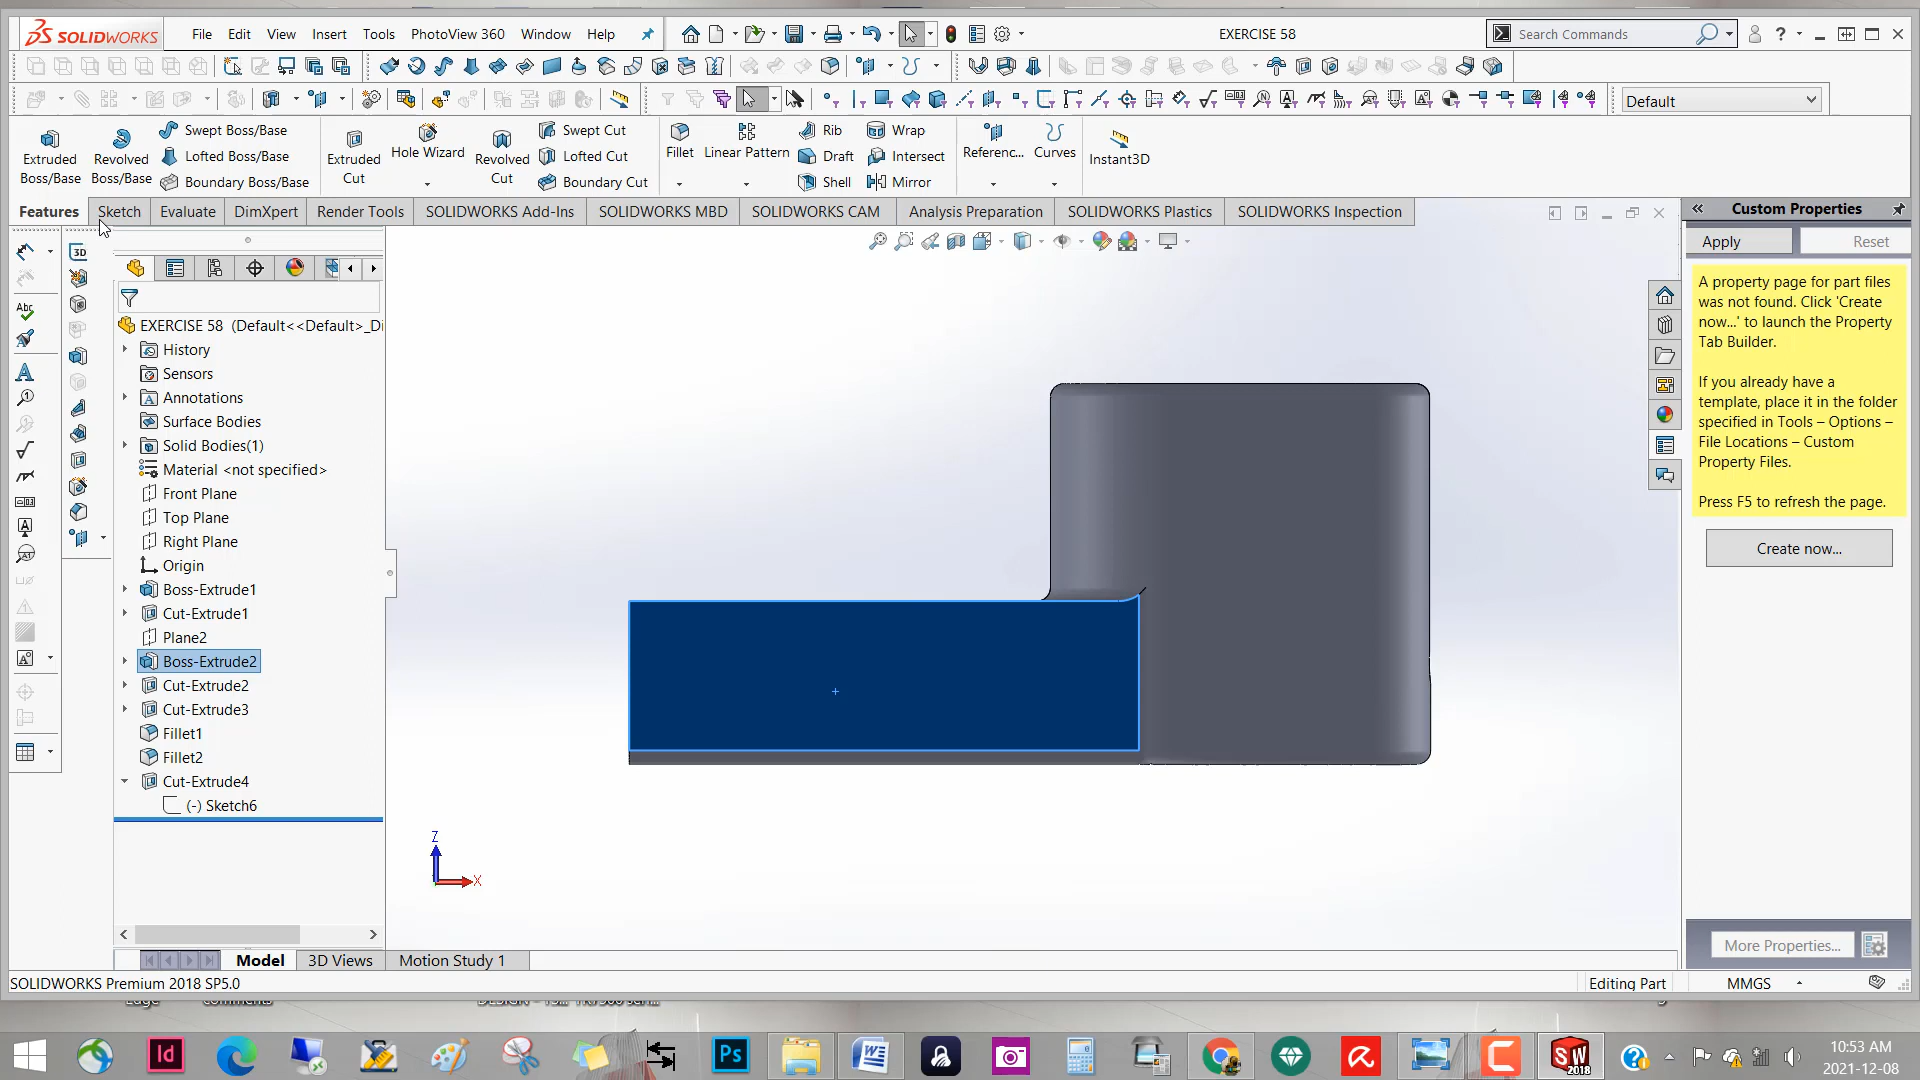 SOLIDWORKS File Edit View Insert Tools PhotoView 360 Window Help EXERCISE 58 Search Commands ?
Default
Extruded Boss/Base
Revolved Boss/Base
Swept Boss/Base
Lofted Boss/Base
Boundary Boss/Base
Extruded Cut
Hole Wizard
Revolved Cut
Swept Cut
Lofted Cut
Boundary Cut
Fillet
Linear Pattern
Rib
Draft
Shell
Wrap
Intersect
Mirror
Referenc...
Curves
Instant3D
Features Sketch Evaluate DimXpert Render Tools SOLIDWORKS Add-Ins SOLIDWORKS MBD SOLIDWORKS CAM Analysis Preparation SOLIDWORKS Plastics SOLIDWORKS Inspection
3D
Abc
EXERCISE 58 (Default<<Default>_Di
History
Sensors
Annotations
Surface Bodies
Solid Bodies(1)
Material <not specified>
Front Plane
Top Plane
Right Plane
Origin
Boss-Extrude1
Cut-Extrude1
Plane2
Boss-Extrude2
Cut-Extrude2
Cut-Extrude3
Fillet1
Fillet2
Cut-Extrude4
(-) Sketch6
Z
X
Custom Properties
Apply Reset
A property page for part files
was not found. Click 'Create
now...' to launch the Property
Tab Builder.
If you already have a
template, place it in the folder
specified in Tools – Options –
File Locations – Custom
Property Files.
Press F5 to refresh the page.
Create now...
More Properties...
Model 3D Views Motion Study 1
SOLIDWORKS Premium 2018 SP5.0 Editing Part MMGS
Id Ps W SW 2018
10:53 AM
2021-12-08